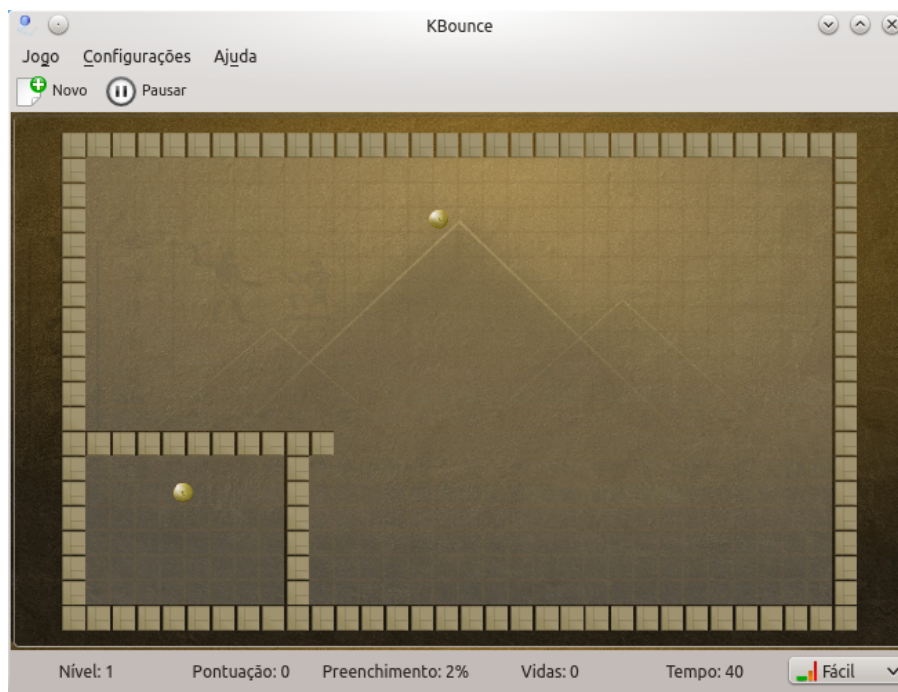 KBounce
Jogo Configurações Ajuda
Novo Pausar
Nível: 1 Pontuação: 0 Preenchimento: 2% Vidas: 0 Tempo: 40 Fácil